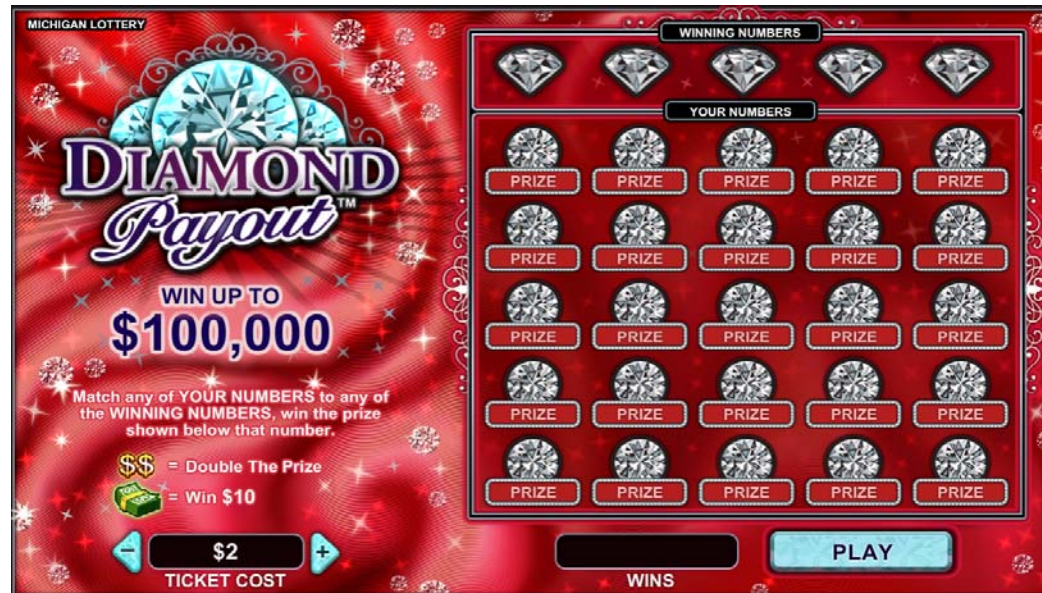 MICHIGAN LOTTERY
DIAMOND
Payout™
WIN UP TO
$100,000
Match any of YOUR NUMBERS to any of
the WINNING NUMBERS, win the prize
shown below that number.
$$ = Double The Prize
= Win $10
- $2 +
TICKET COST
WINNING NUMBERS
YOUR NUMBERS
PRIZE PRIZE PRIZE PRIZE PRIZE
PRIZE PRIZE PRIZE PRIZE PRIZE
PRIZE PRIZE PRIZE PRIZE PRIZE
PRIZE PRIZE PRIZE PRIZE PRIZE
PRIZE PRIZE PRIZE PRIZE PRIZE
WINS
PLAY